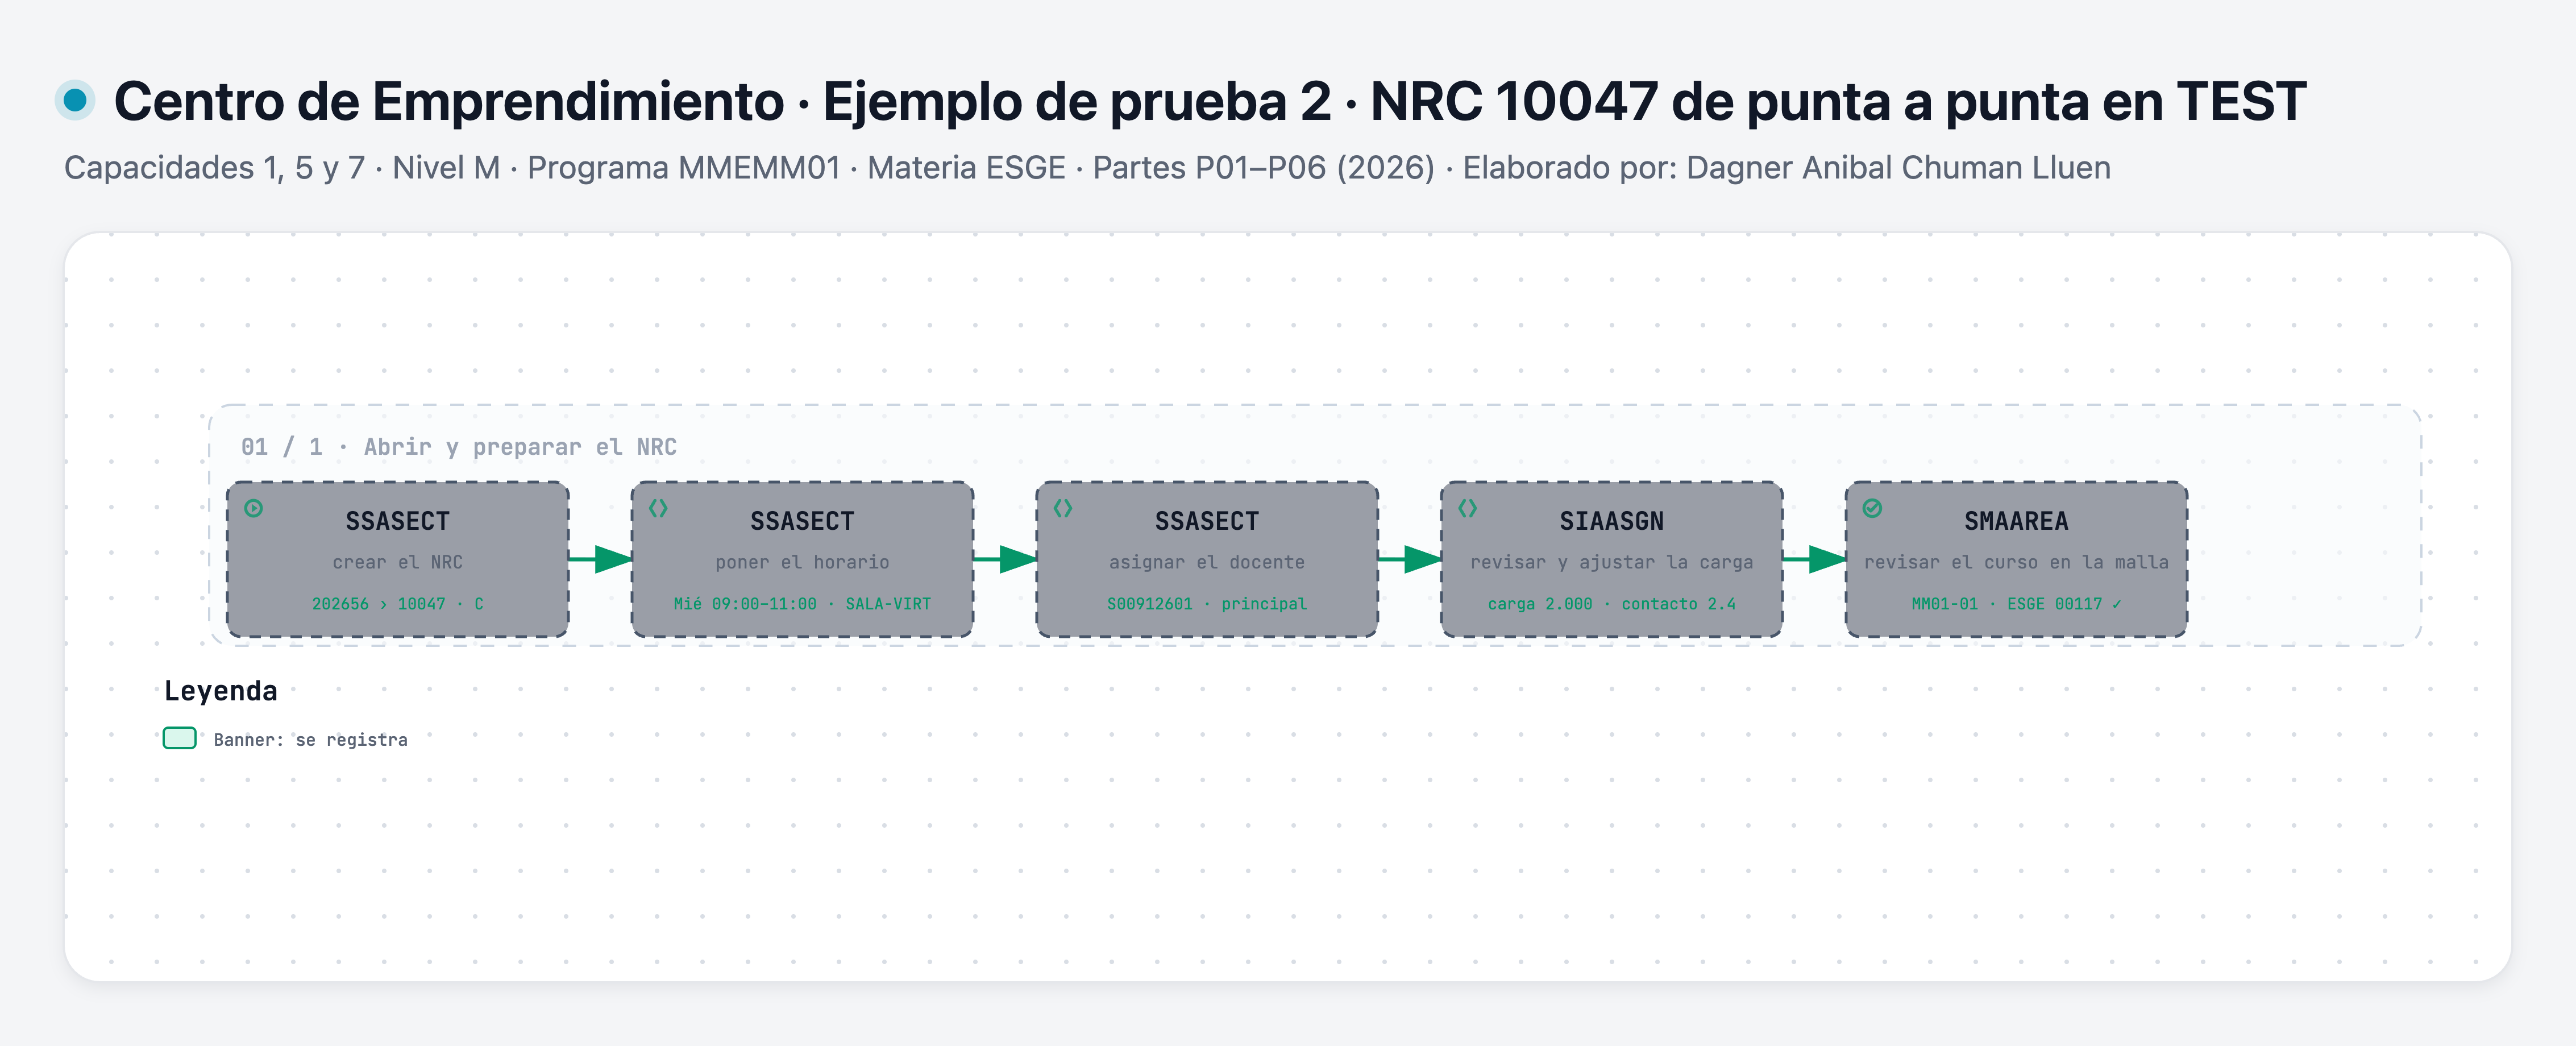 Centro de Emprendimiento · Ejemplo de prueba 2 · NRC 10047 de punta a punta en TEST
Capacidades 1, 5 y 7 · Nivel M · Programa MMEMM01 · Materia ESGE · Partes P01–P06 (2026) · Elaborado por: Dagner Anibal Chuman Lluen
01 / 1 · Abrir y preparar el NRC
SSASECT
crear el NRC
202656 › 10047 · C
SSASECT
poner el horario
Mié 09:00–11:00 · SALA-VIRT
SSASECT
asignar el docente
S00912601 · principal
SIAASGN
revisar y ajustar la carga
carga 2.000 · contacto 2.4
SMAAREA
revisar el curso en la malla
MM01-01 · ESGE 00117 ✓
Leyenda
Banner: se registra